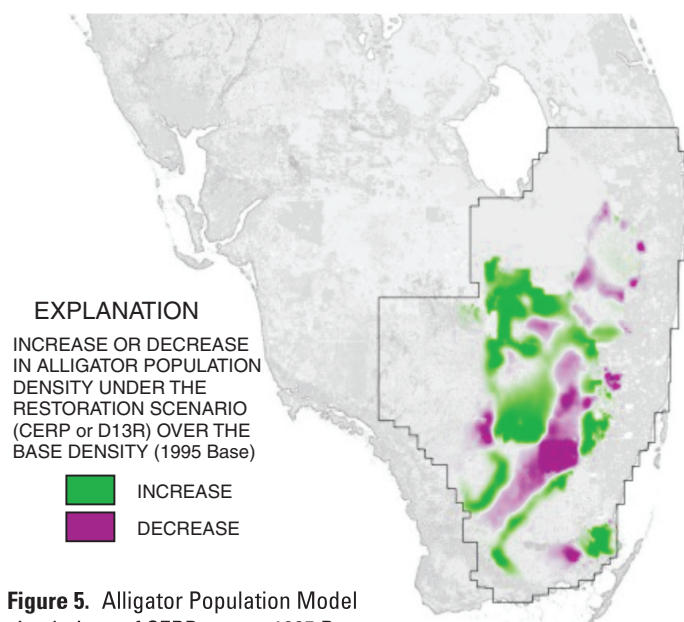 EXPLANATION
INCREASE OR DECREASE
IN ALLIGATOR POPULATION
DENSITY UNDER THE
RESTORATION SCENARIO
(CERP or D13R) OVER THE
BASE DENSITY (1995 Base)
INCREASE
DECREASE
Figure 5. Alligator Population Model